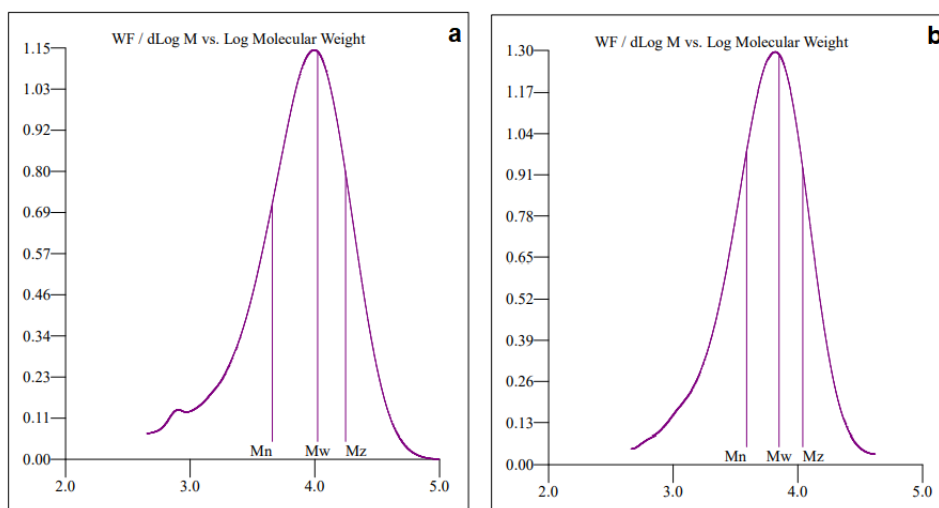 WF / dLog M vs. Log Molecular Weight
a
1.15
1.03
0.92
0.80
0.69
0.57
0.46
0.34
0.23
0.11
0.00
Mn Mw Mz
2.0 3.0 4.0 5.0
WF / dLog M vs. Log Molecular Weight
b
1.30
1.17
1.04
0.91
0.78
0.65
0.52
0.39
0.26
0.13
0.00
Mn Mw Mz
2.0 3.0 4.0 5.0